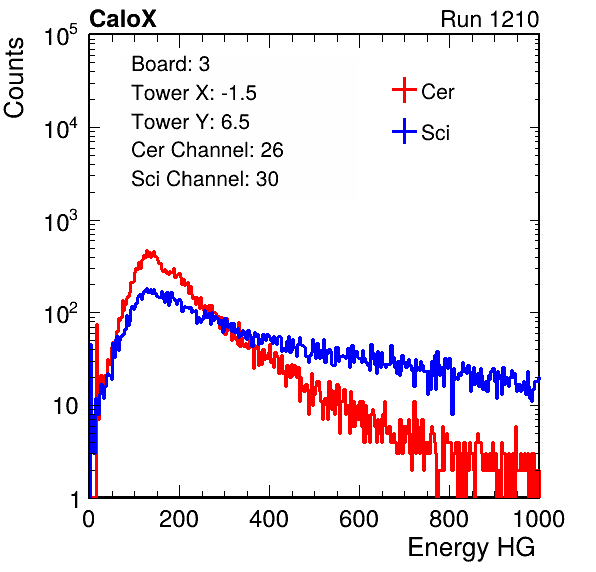 CaloX Run 1210
Counts
Board: 3
Tower X: -1.5
Tower Y: 6.5
Cer Channel: 26
Sci Channel: 30
Cer
Sci
10^5
10^4
10^3
10^2
10
1
0 200 400 600 800 1000
Energy HG